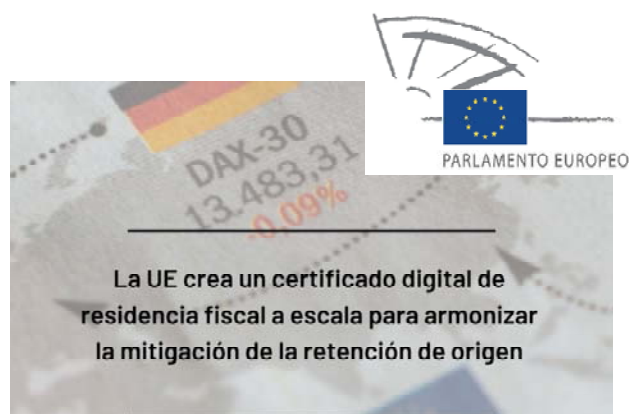 PARLAMENTO EUROPEO
DAX-30
13.483,31
-0,09%
La UE crea un certificado digital de
residencia fiscal a escala para armonizar
la mitigación de la retención de origen